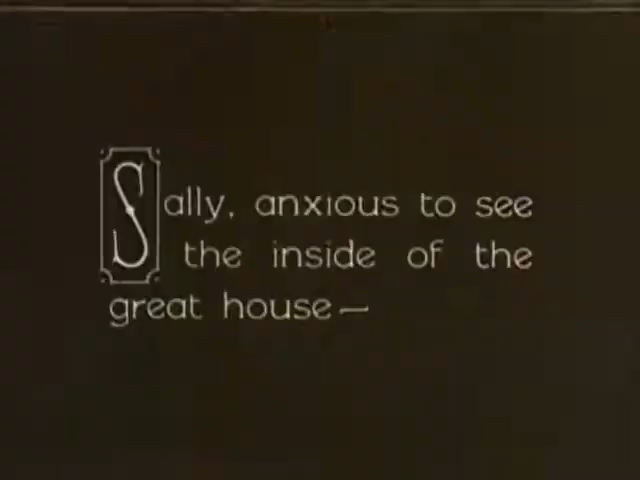 Sally, anxious to see
the inside of the
great house—